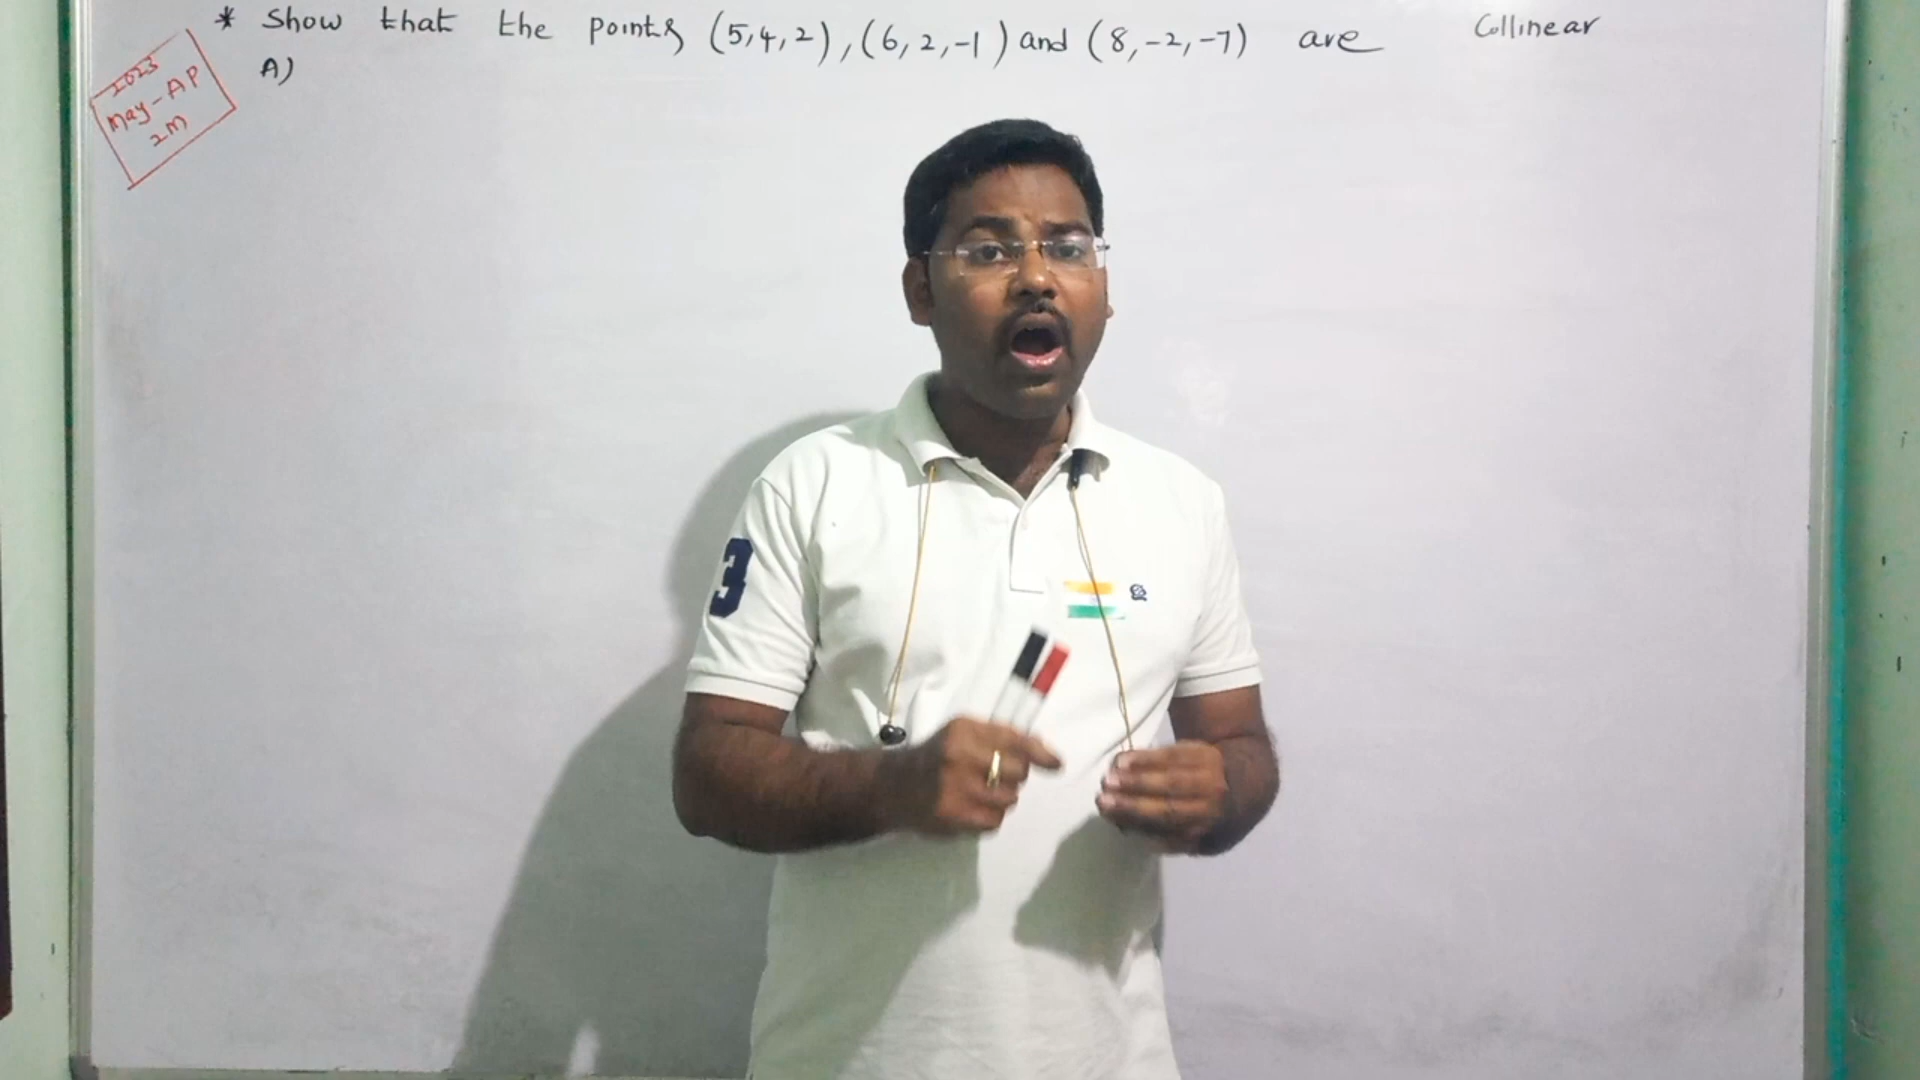 * Show that the points (5,4,2), (6,2,-1) and (8,-2,-7) are Collinear
A)
2023
May-AP
2M
3